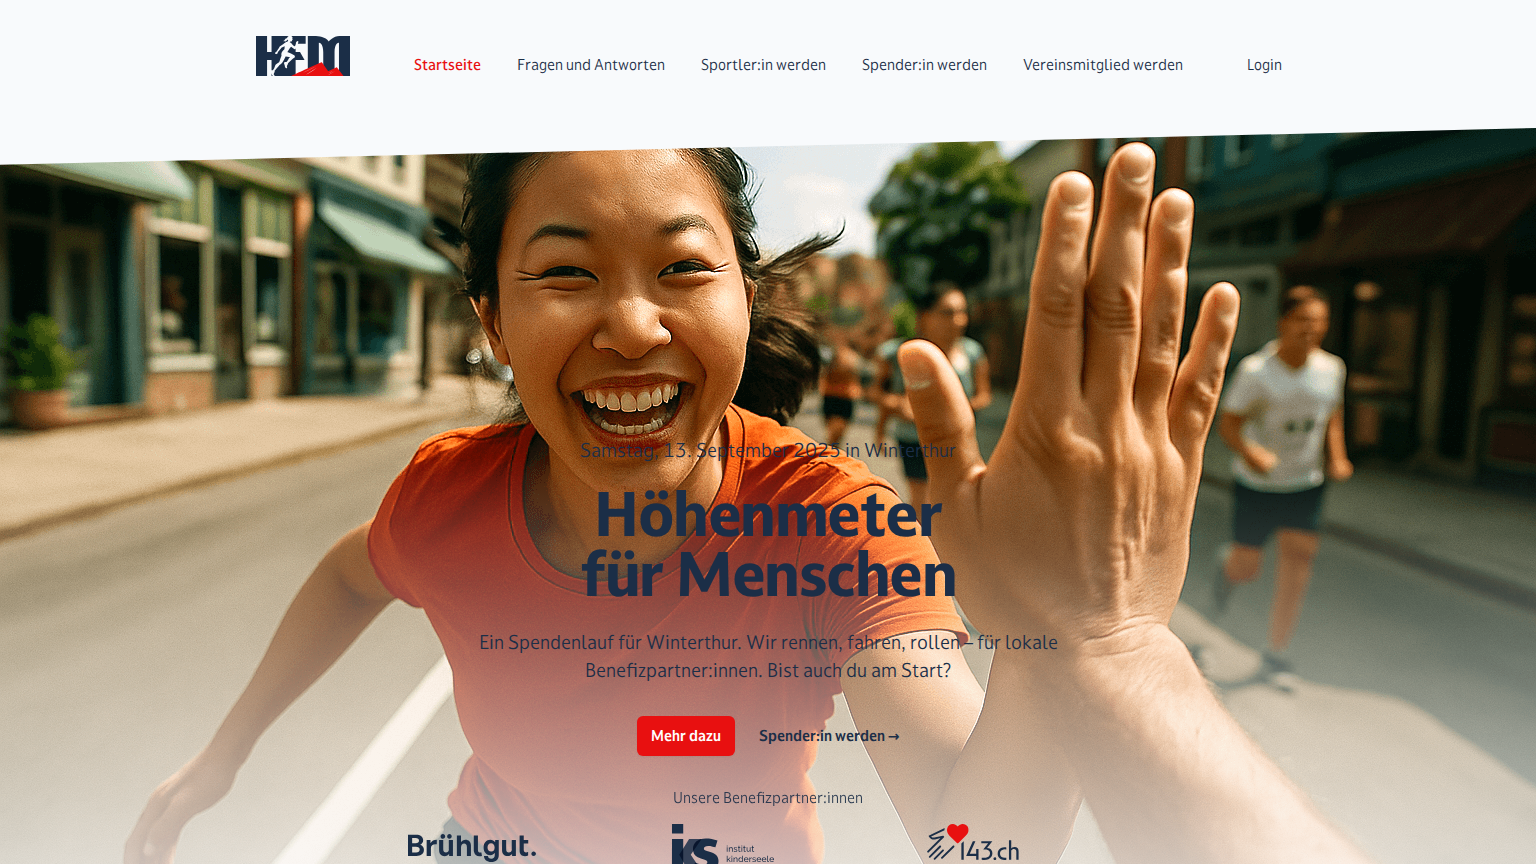 HFM
Startseite
Fragen und Antworten
Sportler:in werden
Spender:in werden
Vereinsmitglied werden
Login
Samstag, 13. September 2025 in Winterthur
Höhenmeter
für Menschen
Ein Spendenlauf für Winterthur. Wir rennen, fahren, rollen – für lokale
Benefizpartner:innen. Bist auch du am Start?
Mehr dazu
Spender:in werden →
Unsere Benefizpartner:innen
Brühlgut.
iks institut
kinderseele
143.ch